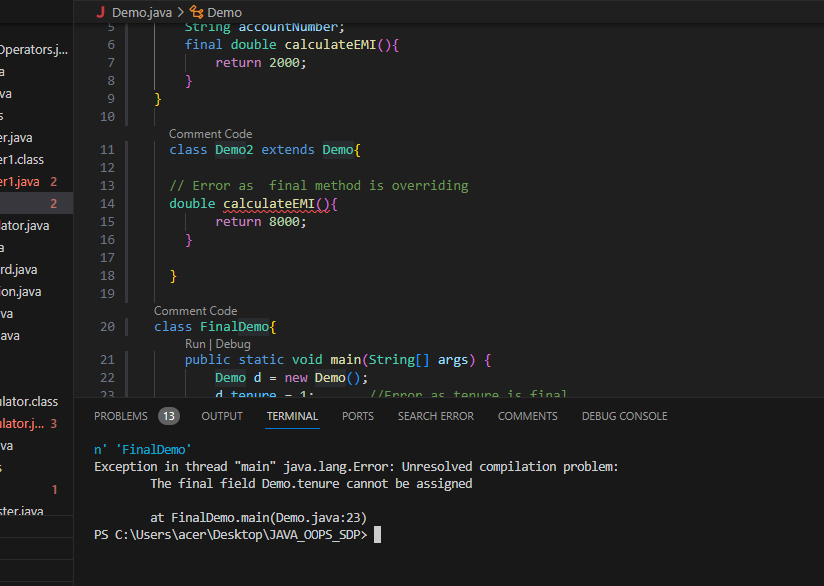 Demo.java > Demo
Operators.j...
a
va
s
er.java
er1.class
er1.java 2
2
lator.java
a
rd.java
ion.java
va
ava
ulator.class
ulator.j... 3
va
s
1
ster.java
5 String accountNumber;
6 final double calculateEMI(){
7 return 2000;
8 }
9 }
10
Comment Code
11 class Demo2 extends Demo{
12
13 // Error as  final method is overriding
14 double calculateEMI(){
15 return 8000;
16 }
17
18 }
19
Comment Code
20 class FinalDemo{
Run | Debug
21 public static void main(String[] args) {
22 Demo d = new Demo();
23 d.tenure = 1; //Error as tenure is final
PROBLEMS 13 OUTPUT TERMINAL PORTS SEARCH ERROR COMMENTS DEBUG CONSOLE
n' 'FinalDemo'
Exception in thread "main" java.lang.Error: Unresolved compilation problem:
The final field Demo.tenure cannot be assigned
at FinalDemo.main(Demo.java:23)
PS C:\Users\acer\Desktop\JAVA_OOPS_SDP>